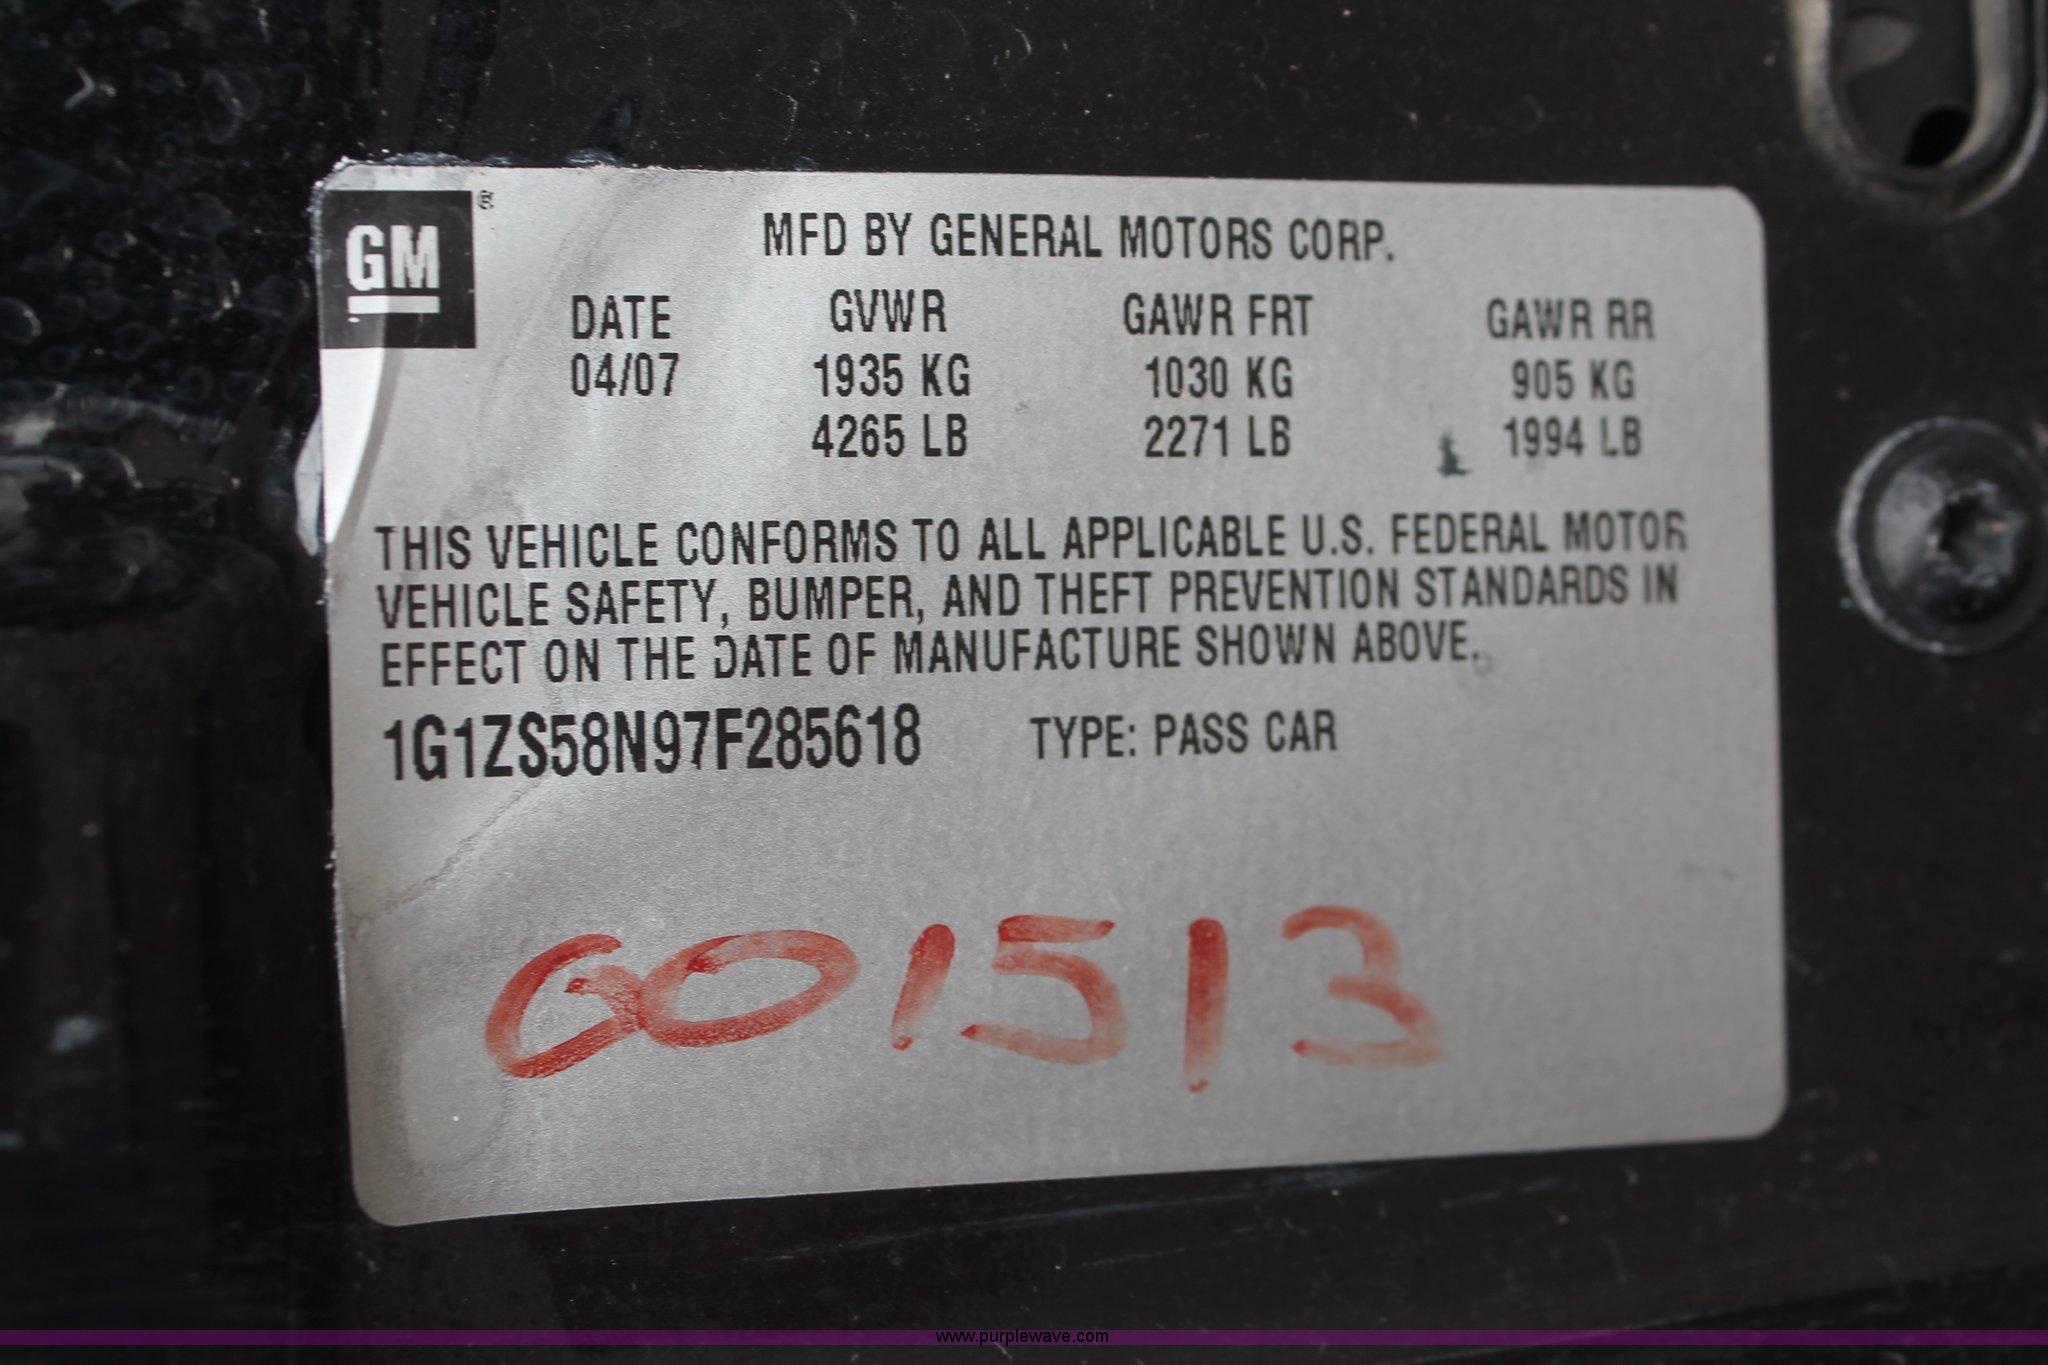 GM ®
MFD BY GENERAL MOTORS CORP.
DATE GVWR GAWR FRT GAWR RR
04/07 1935 KG 1030 KG 905 KG
4265 LB 2271 LB 1994 LB
THIS VEHICLE CONFORMS TO ALL APPLICABLE U.S. FEDERAL MOTOR
VEHICLE SAFETY, BUMPER, AND THEFT PREVENTION STANDARDS IN
EFFECT ON THE DATE OF MANUFACTURE SHOWN ABOVE.
1G1ZS58N97F285618 TYPE: PASS CAR
GO1513
www.purplewave.com